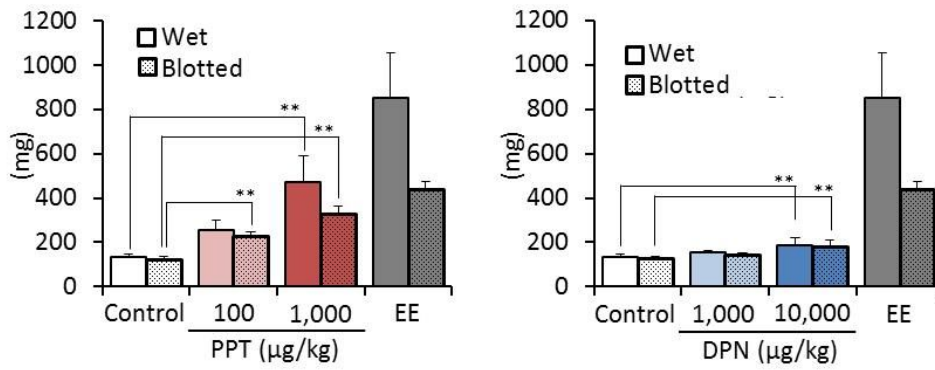 1200
1000
800
600
400
200
0
(mg)
Wet
Blotted
**
**
**
Control
100
1,000
EE
PPT (µg/kg)
1200
1000
800
600
400
200
0
(mg)
Wet
Blotted
**
**
Control
1,000
10,000
EE
DPN (µg/kg)